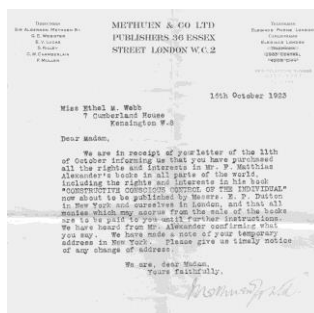 METHUEN & CO LTD
PUBLISHERS 36 ESSEX
STREET LONDON W.C. 2
DIRECTORS
G. E. WEBSTER
E. V. LUCAS
16th October 1923
Miss Ethel M. Webb
7 Cumberland House
Kensington W.8
Dear Madam,
We are in receipt of your letter of the 11th
of October informing us that you have purchased
all the rights and interests in Mr. F. Matthias
Alexander's books in all parts of the world,
including the rights and interests in his book
"CONSTRUCTIVE CONSCIOUS CONTROL OF THE INDIVIDUAL"
now about to be published by Messrs. E. P. Dutton
in New York and ourselves in London, and that all
monies which may accrue from the sale of the books
are to be paid to you until further instructions.
We have heard from Mr. Alexander confirming what
you say. We have made a note of your temporary
address in New York. Please give us timely notice
of any change of address.
We are, dear Madam,
Yours faithfully,